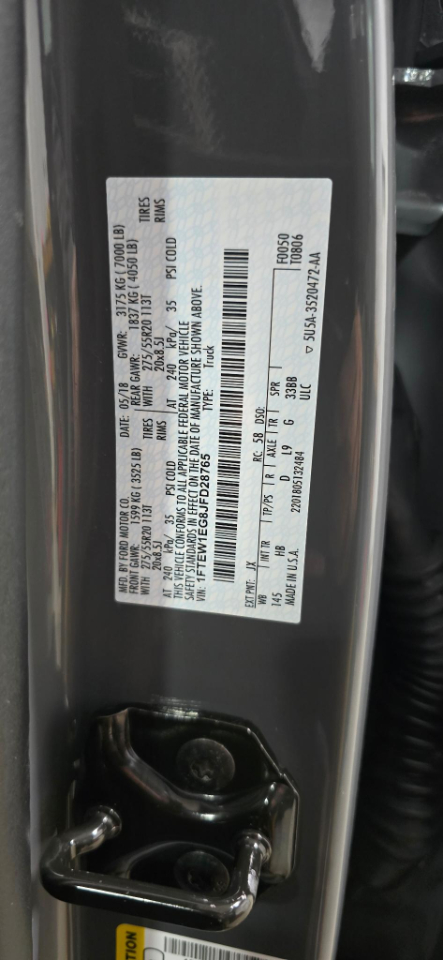 MFD. BY FORD MOTOR CO. DATE: 05/18 GVWR: 3175 KG ( 7000 LB)
FRONT GAWR: 1599 KG ( 3525 LB) REAR GAWR: 1837 KG ( 4050 LB)
WITH 275/55R20 113T TIRES WITH 275/55R20 113T TIRES
20x8.5J RIMS 20x8.5J RIMS
AT 240 kPa/ 35 PSI COLD AT 240 kPa/ 35 PSI COLD
THIS VEHICLE CONFORMS TO ALL APPLICABLE FEDERAL MOTOR VEHICLE
SAFETY STANDARDS IN EFFECT ON THE DATE OF MANUFACTURE SHOWN ABOVE.
VIN: 1FTEW1EG8JFD28765 TYPE: Truck
EXT PNT: JX RC: 58 DSO: F0050
WB INT TR TP/PS R AXLE TR SPR T0806
145 HB D L9 G 33BB
MADE IN U.S.A. 2201805132484 ULC ▽ 5U5A-3520472-AA
TION